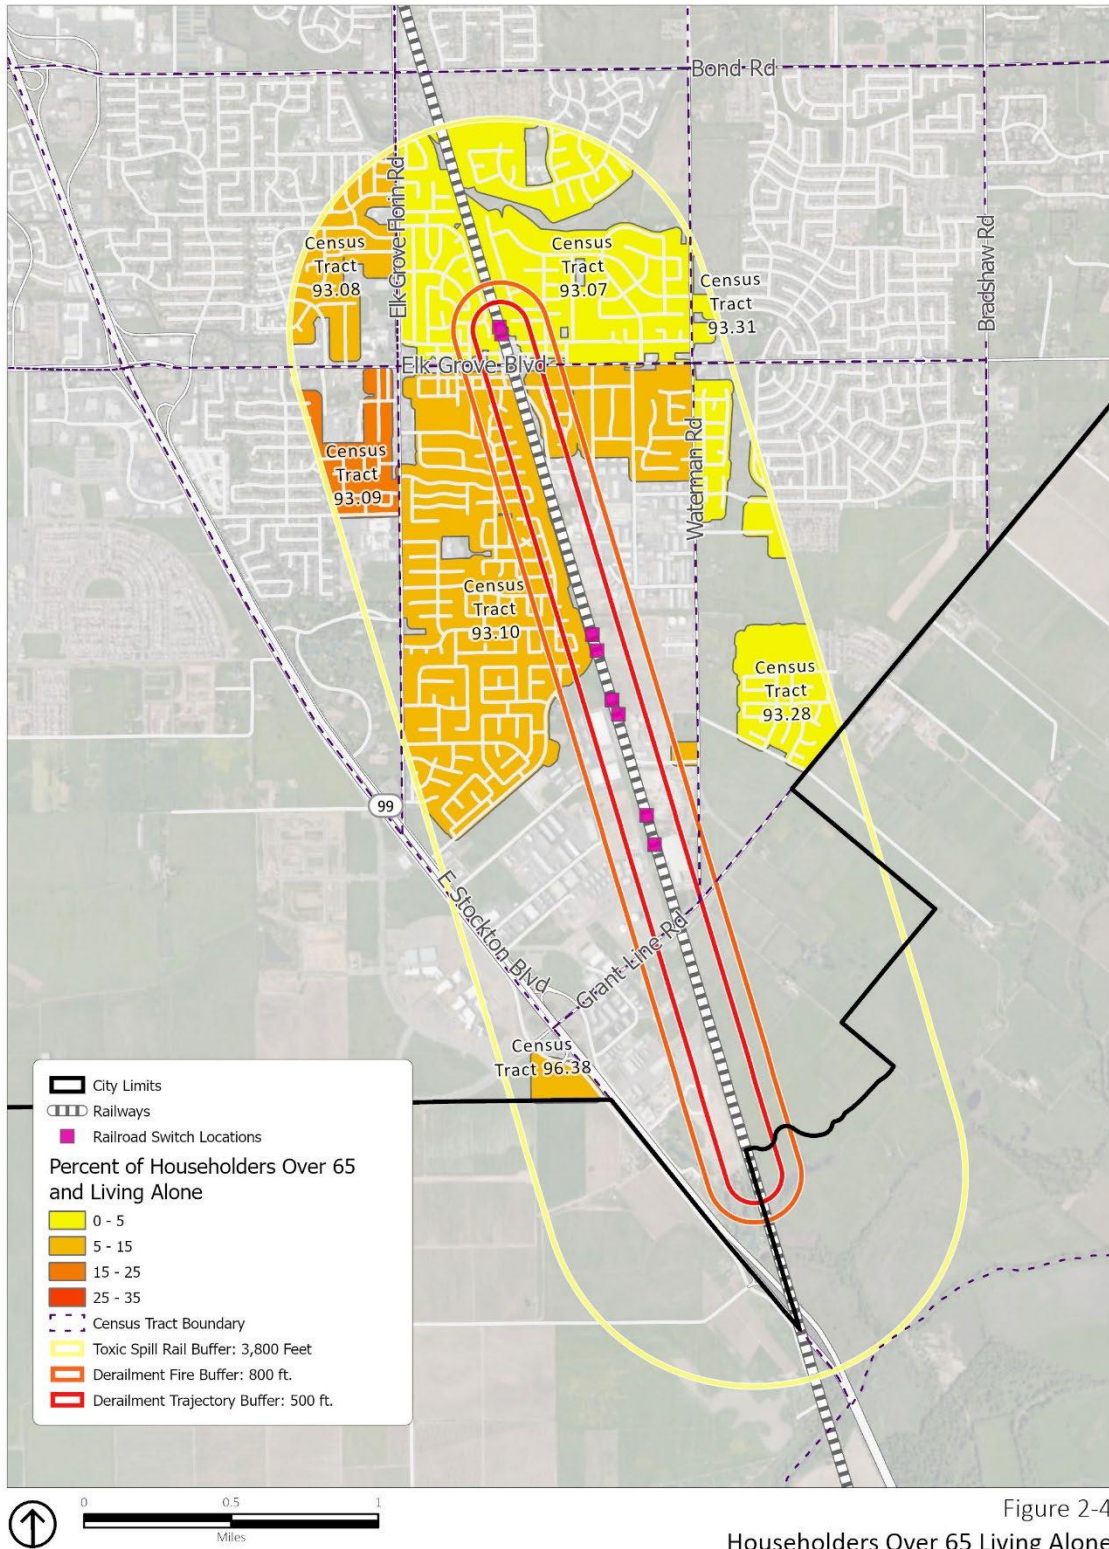 Bond Rd
Elk Grove-Florin Rd
Bradshaw Rd
Census
Tract
93.08
Census
Tract
93.07
Census
Tract
93.31
Elk Grove Blvd
Census
Tract
93.09
Waterman Rd
Census
Tract
93.10
Census
Tract
93.28
99
E Stockton Blvd
Grant Line Rd
Census
Tract 96.38
City Limits
Railways
Railroad Switch Locations
Percent of Householders Over 65
and Living Alone
0 - 5
5 - 15
15 - 25
25 - 35
Census Tract Boundary
Toxic Spill Rail Buffer: 3,800 Feet
Derailment Fire Buffer: 800 ft.
Derailment Trajectory Buffer: 500 ft.
0 0.5 1
Miles
Figure 2-4
Householders Over 65 Living Alone